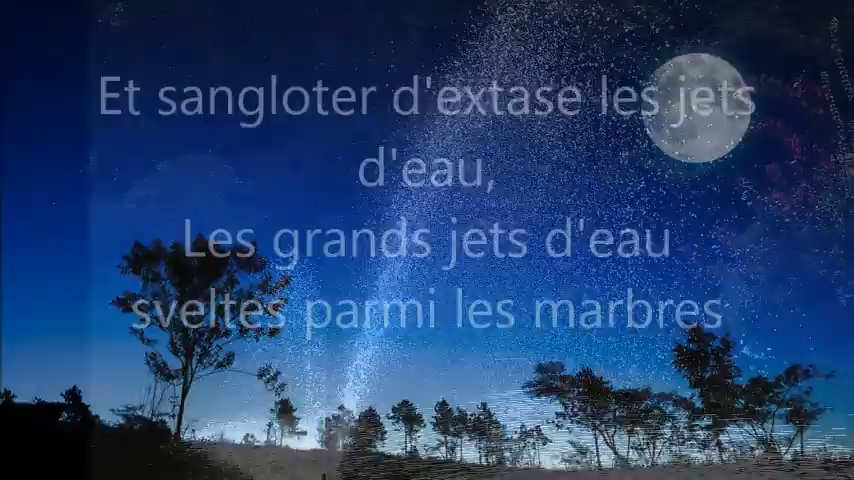 Et sangloter d'extase les jets
d'eau,
Les grands jets d'eau
sveltes parmi les marbres